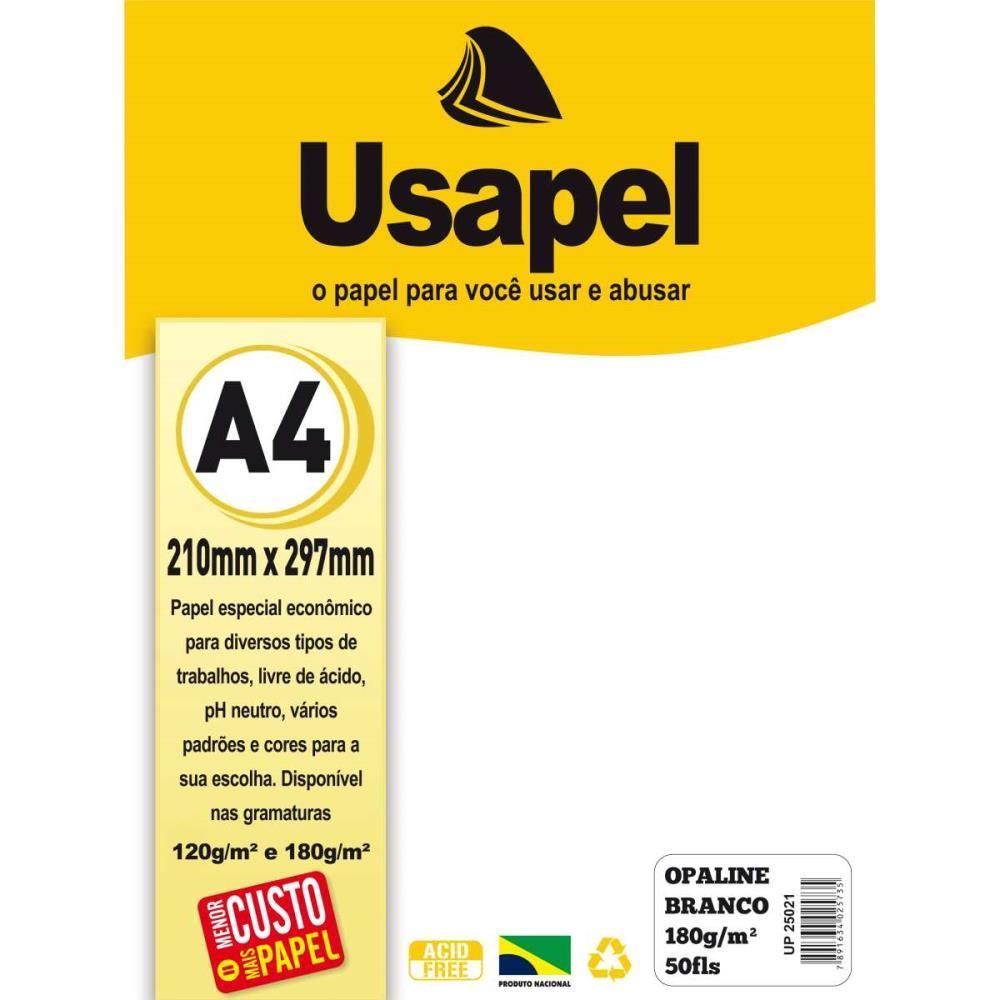 Usapel
o papel para você usar e abusar
A4
210mm x 297mm
Papel especial econômico
para diversos tipos de
trabalhos, livre de ácido,
pH neutro, vários
padrões e cores para a
sua escolha. Disponível
nas gramaturas
120g/m² e 180g/m²
MENOR CUSTO
E MAIS PAPEL
ACID
FREE
PRODUTO NACIONAL
OPALINE
BRANCO
180g/m²
50fls
UP 25021
7891634025735